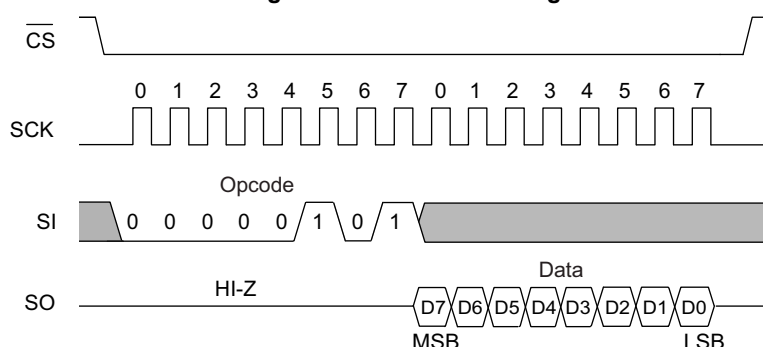 CS
0 1 2 3 4 5 6 7 0 1 2 3 4 5 6 7
SCK
Opcode
SI 0 0 0 0 0 1 0 1
Data
HI-Z
SO D7 D6 D5 D4 D3 D2 D1 D0
MSB LSB